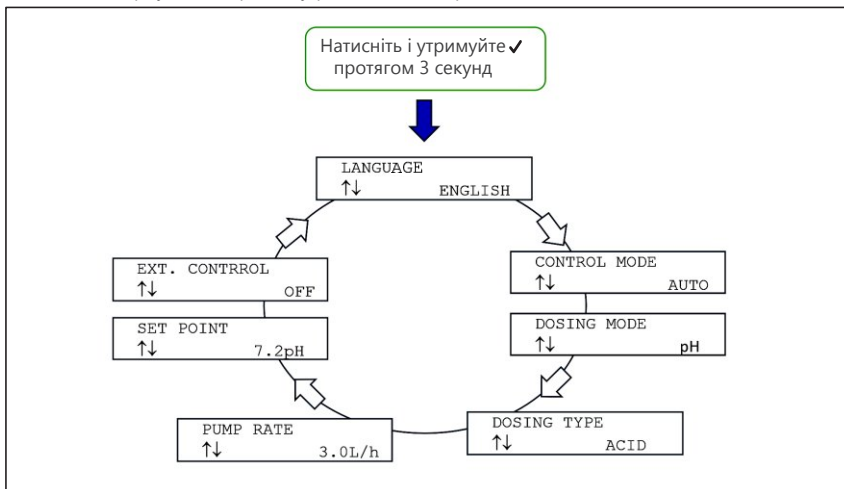 Натисніть і утримуйте ✔
протягом 3 секунд
LANGUAGE
↑↓ ENGLISH
CONTROL MODE
↑↓ AUTO
DOSING MODE
↑↓ pH
DOSING TYPE
↑↓ ACID
PUMP RATE
↑↓ 3.0L/h
SET POINT
↑↓ 7.2pH
EXT. CONTRROL
↑↓ OFF